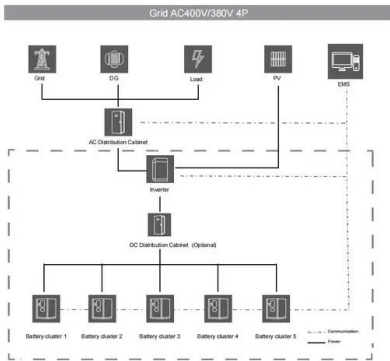 Grid AC400V/380V 4P
Grid
DG
Load
PV
EMS
AC Distribution Cabinet
Inverter
DC Distribution Cabinet (Optional)
Battery cluster 1
Battery cluster 2
Battery cluster 3
Battery cluster 4
Battery cluster 5
Communication
Power